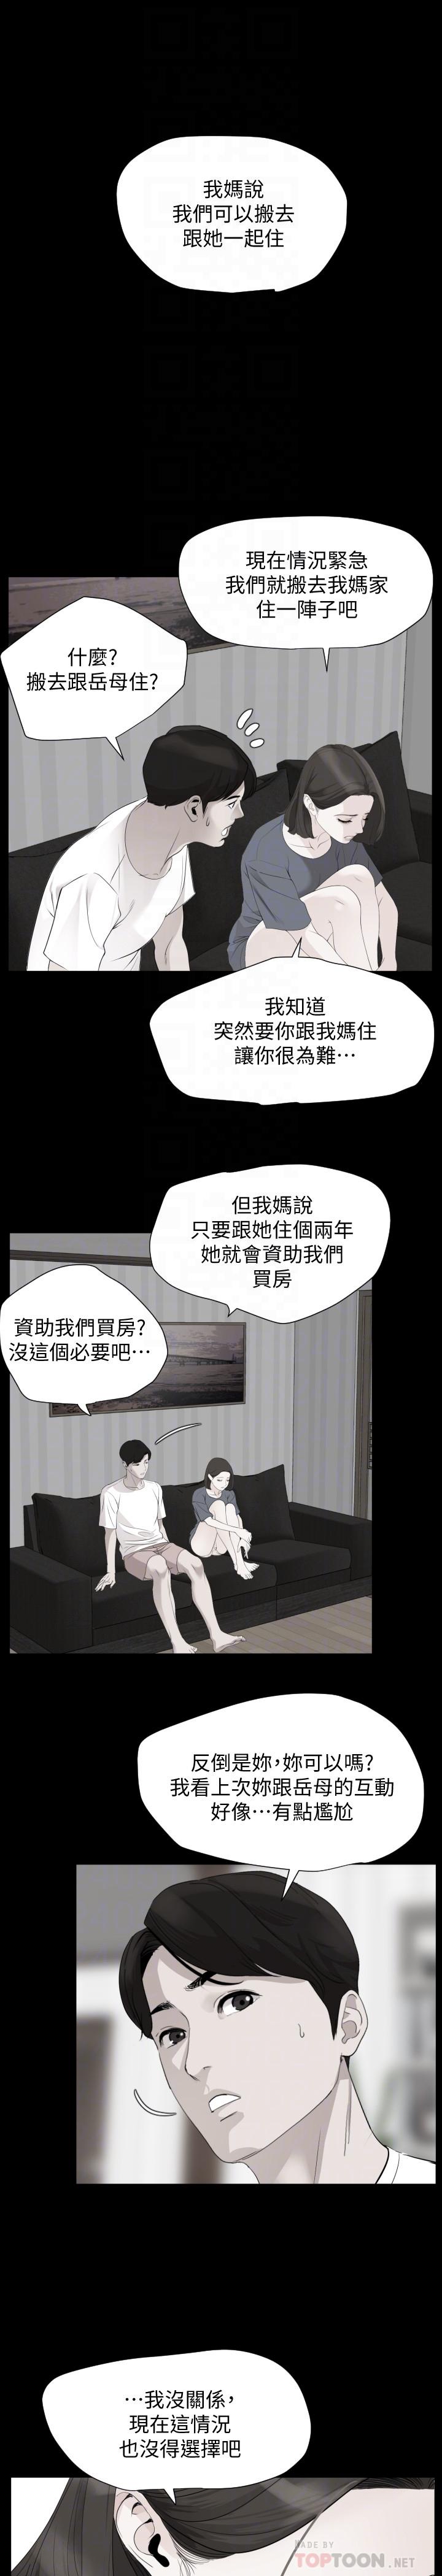 我媽說
我們可以搬去
跟她一起住
現在情況緊急
我們就搬去我媽家
住一陣子吧
什麼?
搬去跟岳母住?
我知道
突然要你跟我媽住
讓你很為難…
但我媽說
只要跟她住個兩年
她就會資助我們
買房
資助我們買房?
沒這個必要吧…
反倒是妳,妳可以嗎?
我看上次妳跟岳母的互動
好像…有點尷尬
…我沒關係,
現在這情況
也沒得選擇吧
MADE BY
TOPTOON.NET